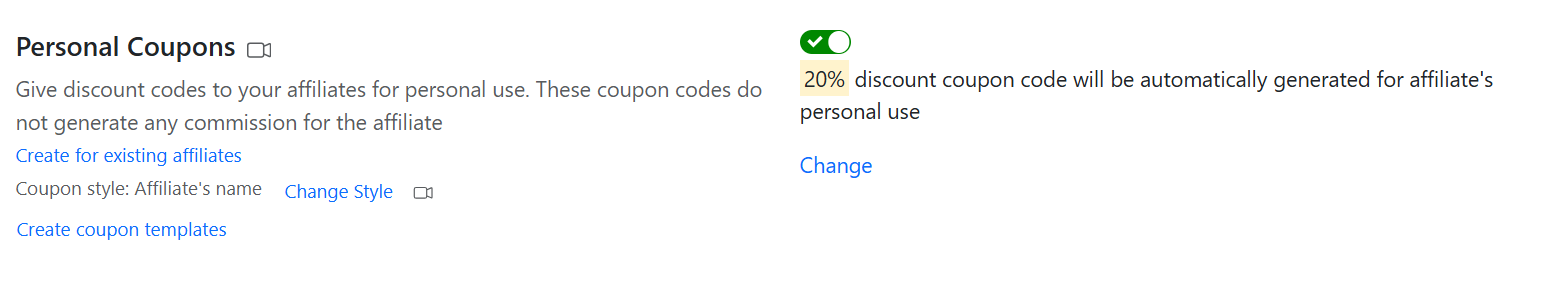 Personal Coupons
Give discount codes to your affiliates for personal use. These coupon codes do
not generate any commission for the affiliate
Create for existing affiliates
Coupon style: Affiliate's name Change Style
Create coupon templates
20% discount coupon code will be automatically generated for affiliate's
personal use
Change